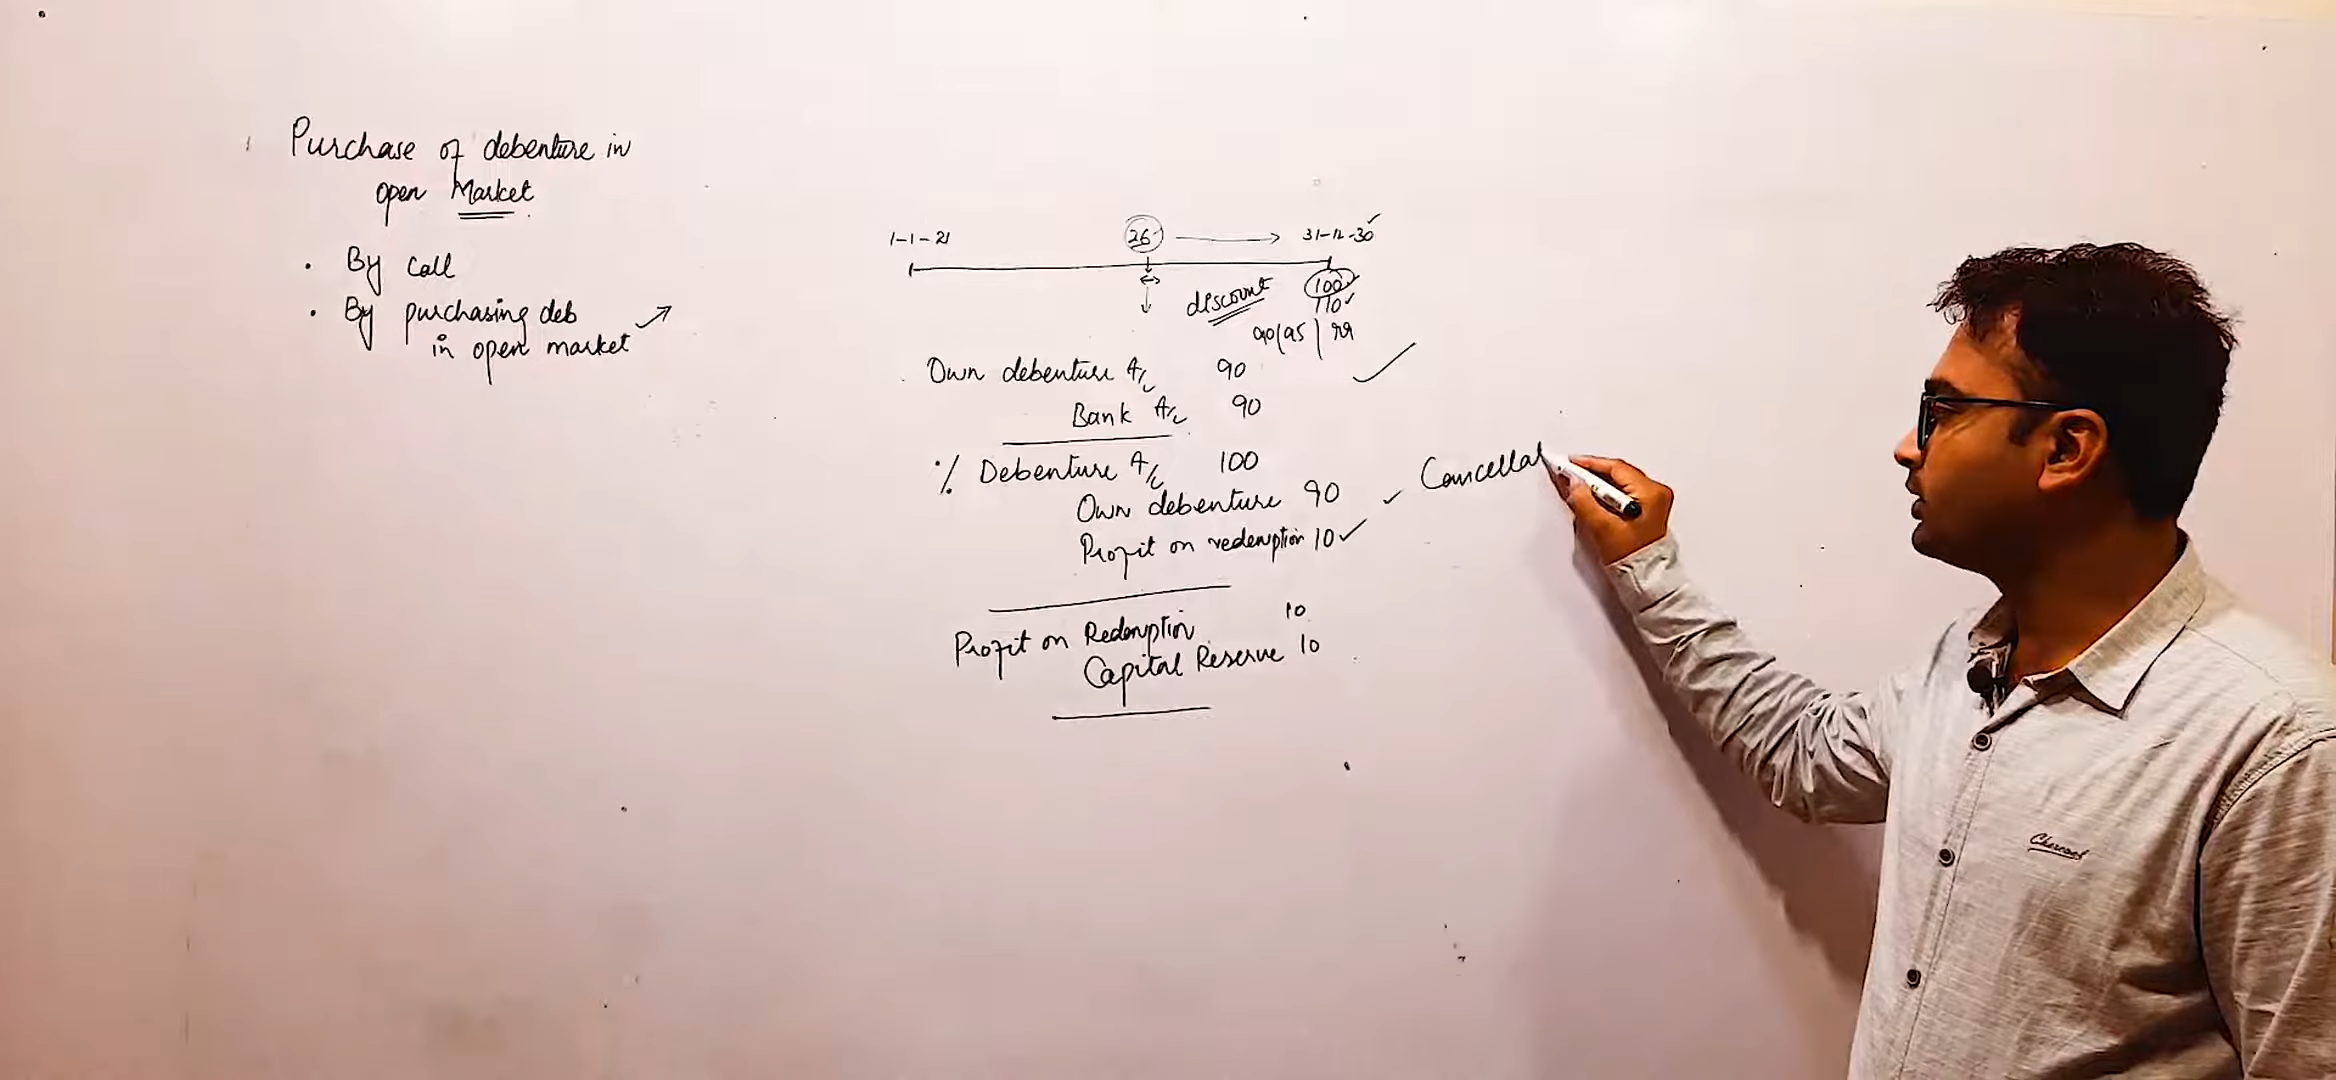 Purchase of debenture in
open Market
• By call
• By purchasing deb
in open market
1-1-21
26
31-12-30
discount
100
110
90/95 | 99
Own debenture A/c 90
Bank A/c 90
% Debenture A/c 100
Own debenture 90
Profit on redemption 10
Cancellat
Profit on Redemption 10
Capital Reserve 10
Charcoal